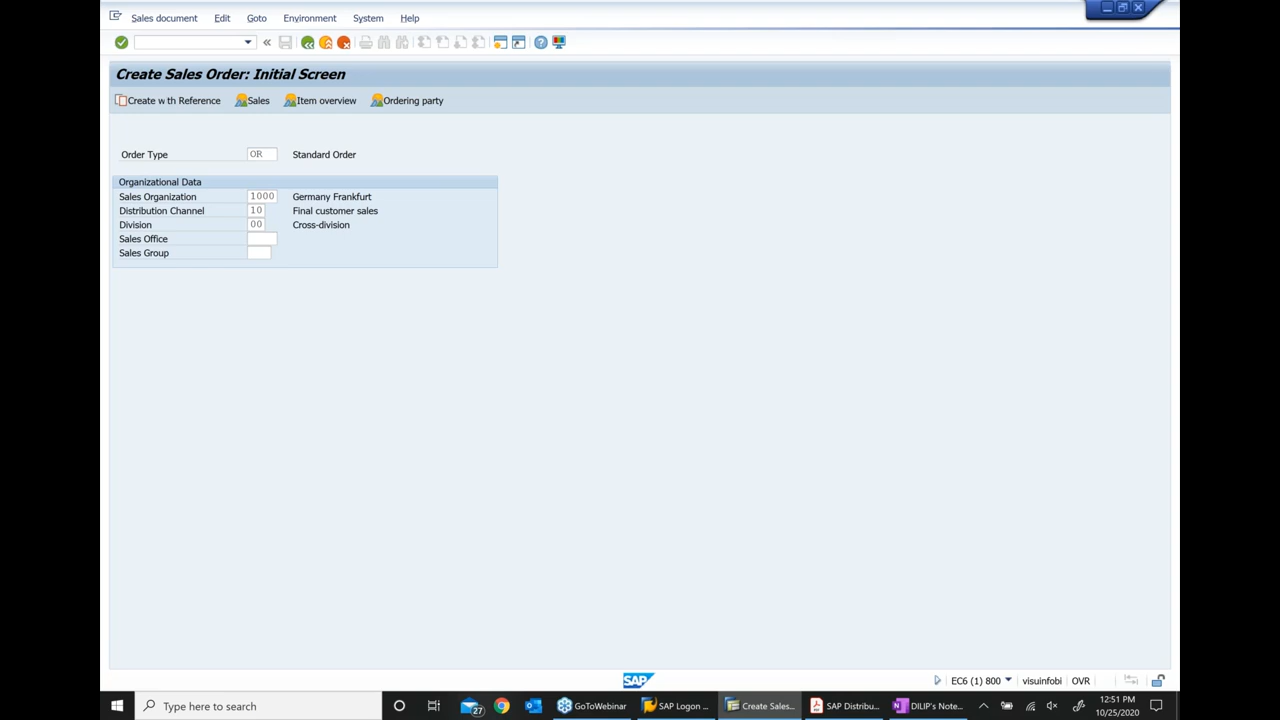 Sales document Edit Goto Environment System Help
Create Sales Order: Initial Screen
Create w th Reference Sales Item overview Ordering party
Order Type OR Standard Order
Organizational Data
Sales Organization 1000 Germany Frankfurt
Distribution Channel 10 Final customer sales
Division 00 Cross-division
Sales Office
Sales Group
SAP EC6 (1) 800 visuinfobi OVR
Type here to search 27 GoToWebinar SAP Logon ... Create Sales... SAP Distribu... DILIP's Note... 12:51 PM
10/25/2020